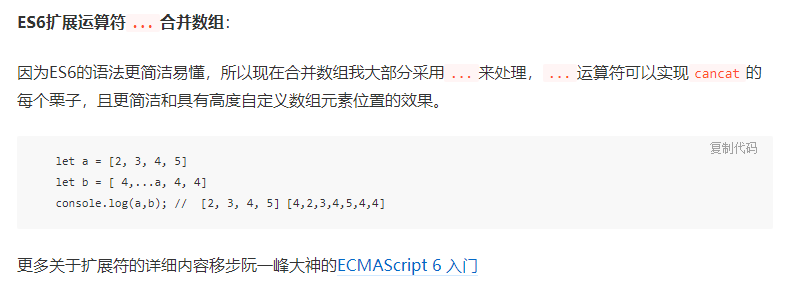 ES6扩展运算符 ... 合并数组：
因为ES6的语法更简洁易懂，所以现在合并数组我大部分采用 ... 来处理， ... 运算符可以实现 cancat 的
每个栗子，且更简洁和具有高度自定义数组元素位置的效果。
复制代码
let a = [2, 3, 4, 5]
let b = [ 4,...a, 4, 4]
console.log(a,b); //  [2, 3, 4, 5] [4,2,3,4,5,4,4]
更多关于扩展符的详细内容移步阮一峰大神的ECMAScript 6 入门